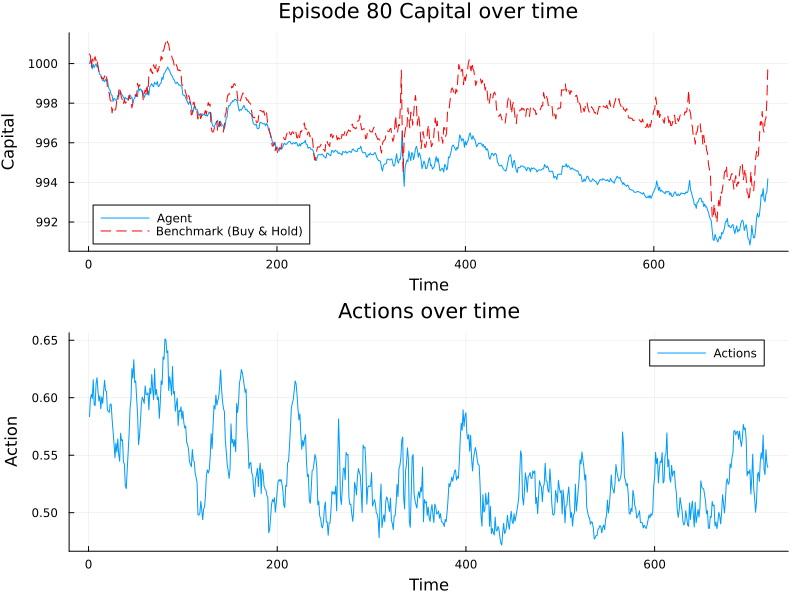 Episode 80 Capital over time
Capital
1000
998
996
994
992
Agent
Benchmark (Buy & Hold)
0
200
400
600
Time
Actions over time
Action
0.65
0.60
0.55
0.50
Actions
0
200
400
600
Time